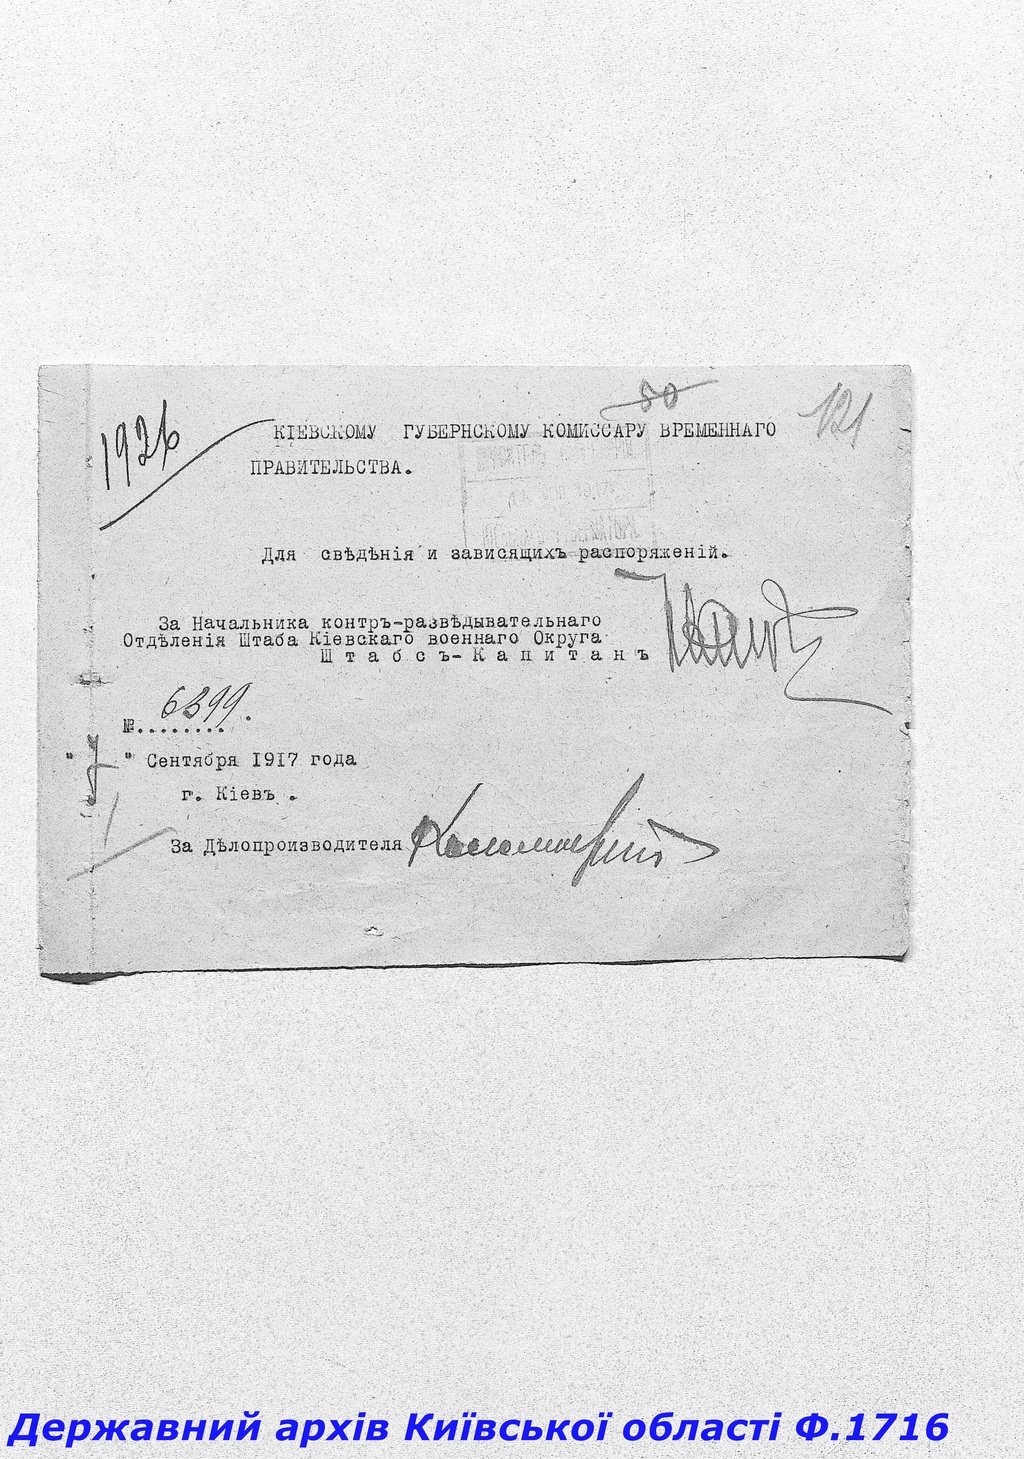 50
121
1926
КІЕВСКОМУ ГУБЕРНСКОМУ КОМИССАРУ ВРЕМЕННАГО
ПРАВИТЕЛЬСТВА.
Для свѣдѣнія и зависящихъ распоряженій.
За Начальника контръ-развѣдывательнаго
Отдѣленія Штаба Кіевскаго военнаго Округа
Штабсъ-Капитанъ
6399.
№.........
" 7 " Сентября 1917 года
г. Кіевъ .
За Дѣлопроизводителя
Державний архів Київської області Ф.1716